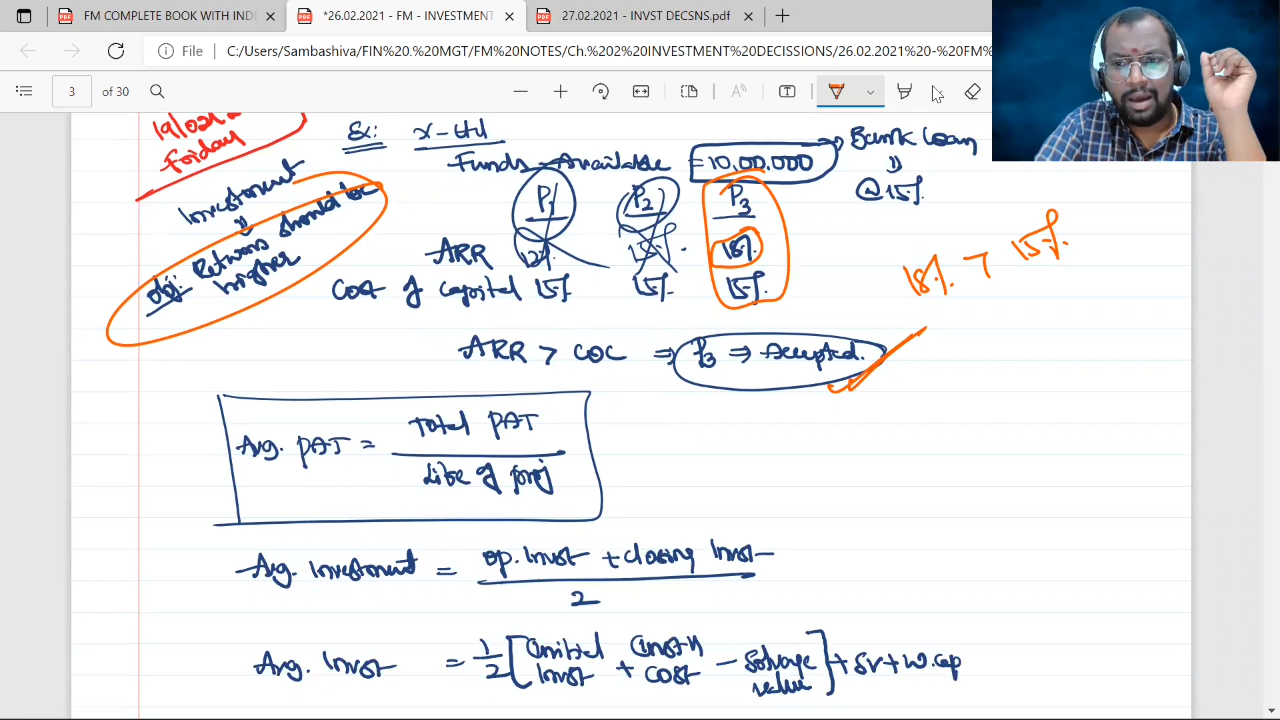 FM COMPLETE BOOK WITH INDE
*26.02.2021 - FM - INVESTMENT
27.02.2021 - INVST DECSNS.pdf
File C:/Users/Sambashiva/FIN%20.%20MGT/FM%20NOTES/Ch.%202%20INVESTMENT%20DECISSIONS/26.02.2021%20-%20FM%
3 of 30
Friday
Ex: X-Ltd
Funds Available = 10,00,000 Bank Loan
@ 15%
Investment
Obj: Returns should be higher
P1 P2 P3
ARR 12% 15% 18%
Cost of capital 15% 15% 15%
18% > 15%
ARR > COC ⇒ P3 ⇒ Accepted.
Avg. PAT = Total PAT
Life of proj
Avg. Investment = op. Invst + closing Invst
2
Avg. Invst = 1/2 [Initial Invst + Instn cost - Salvage value] + SV + W. Cap